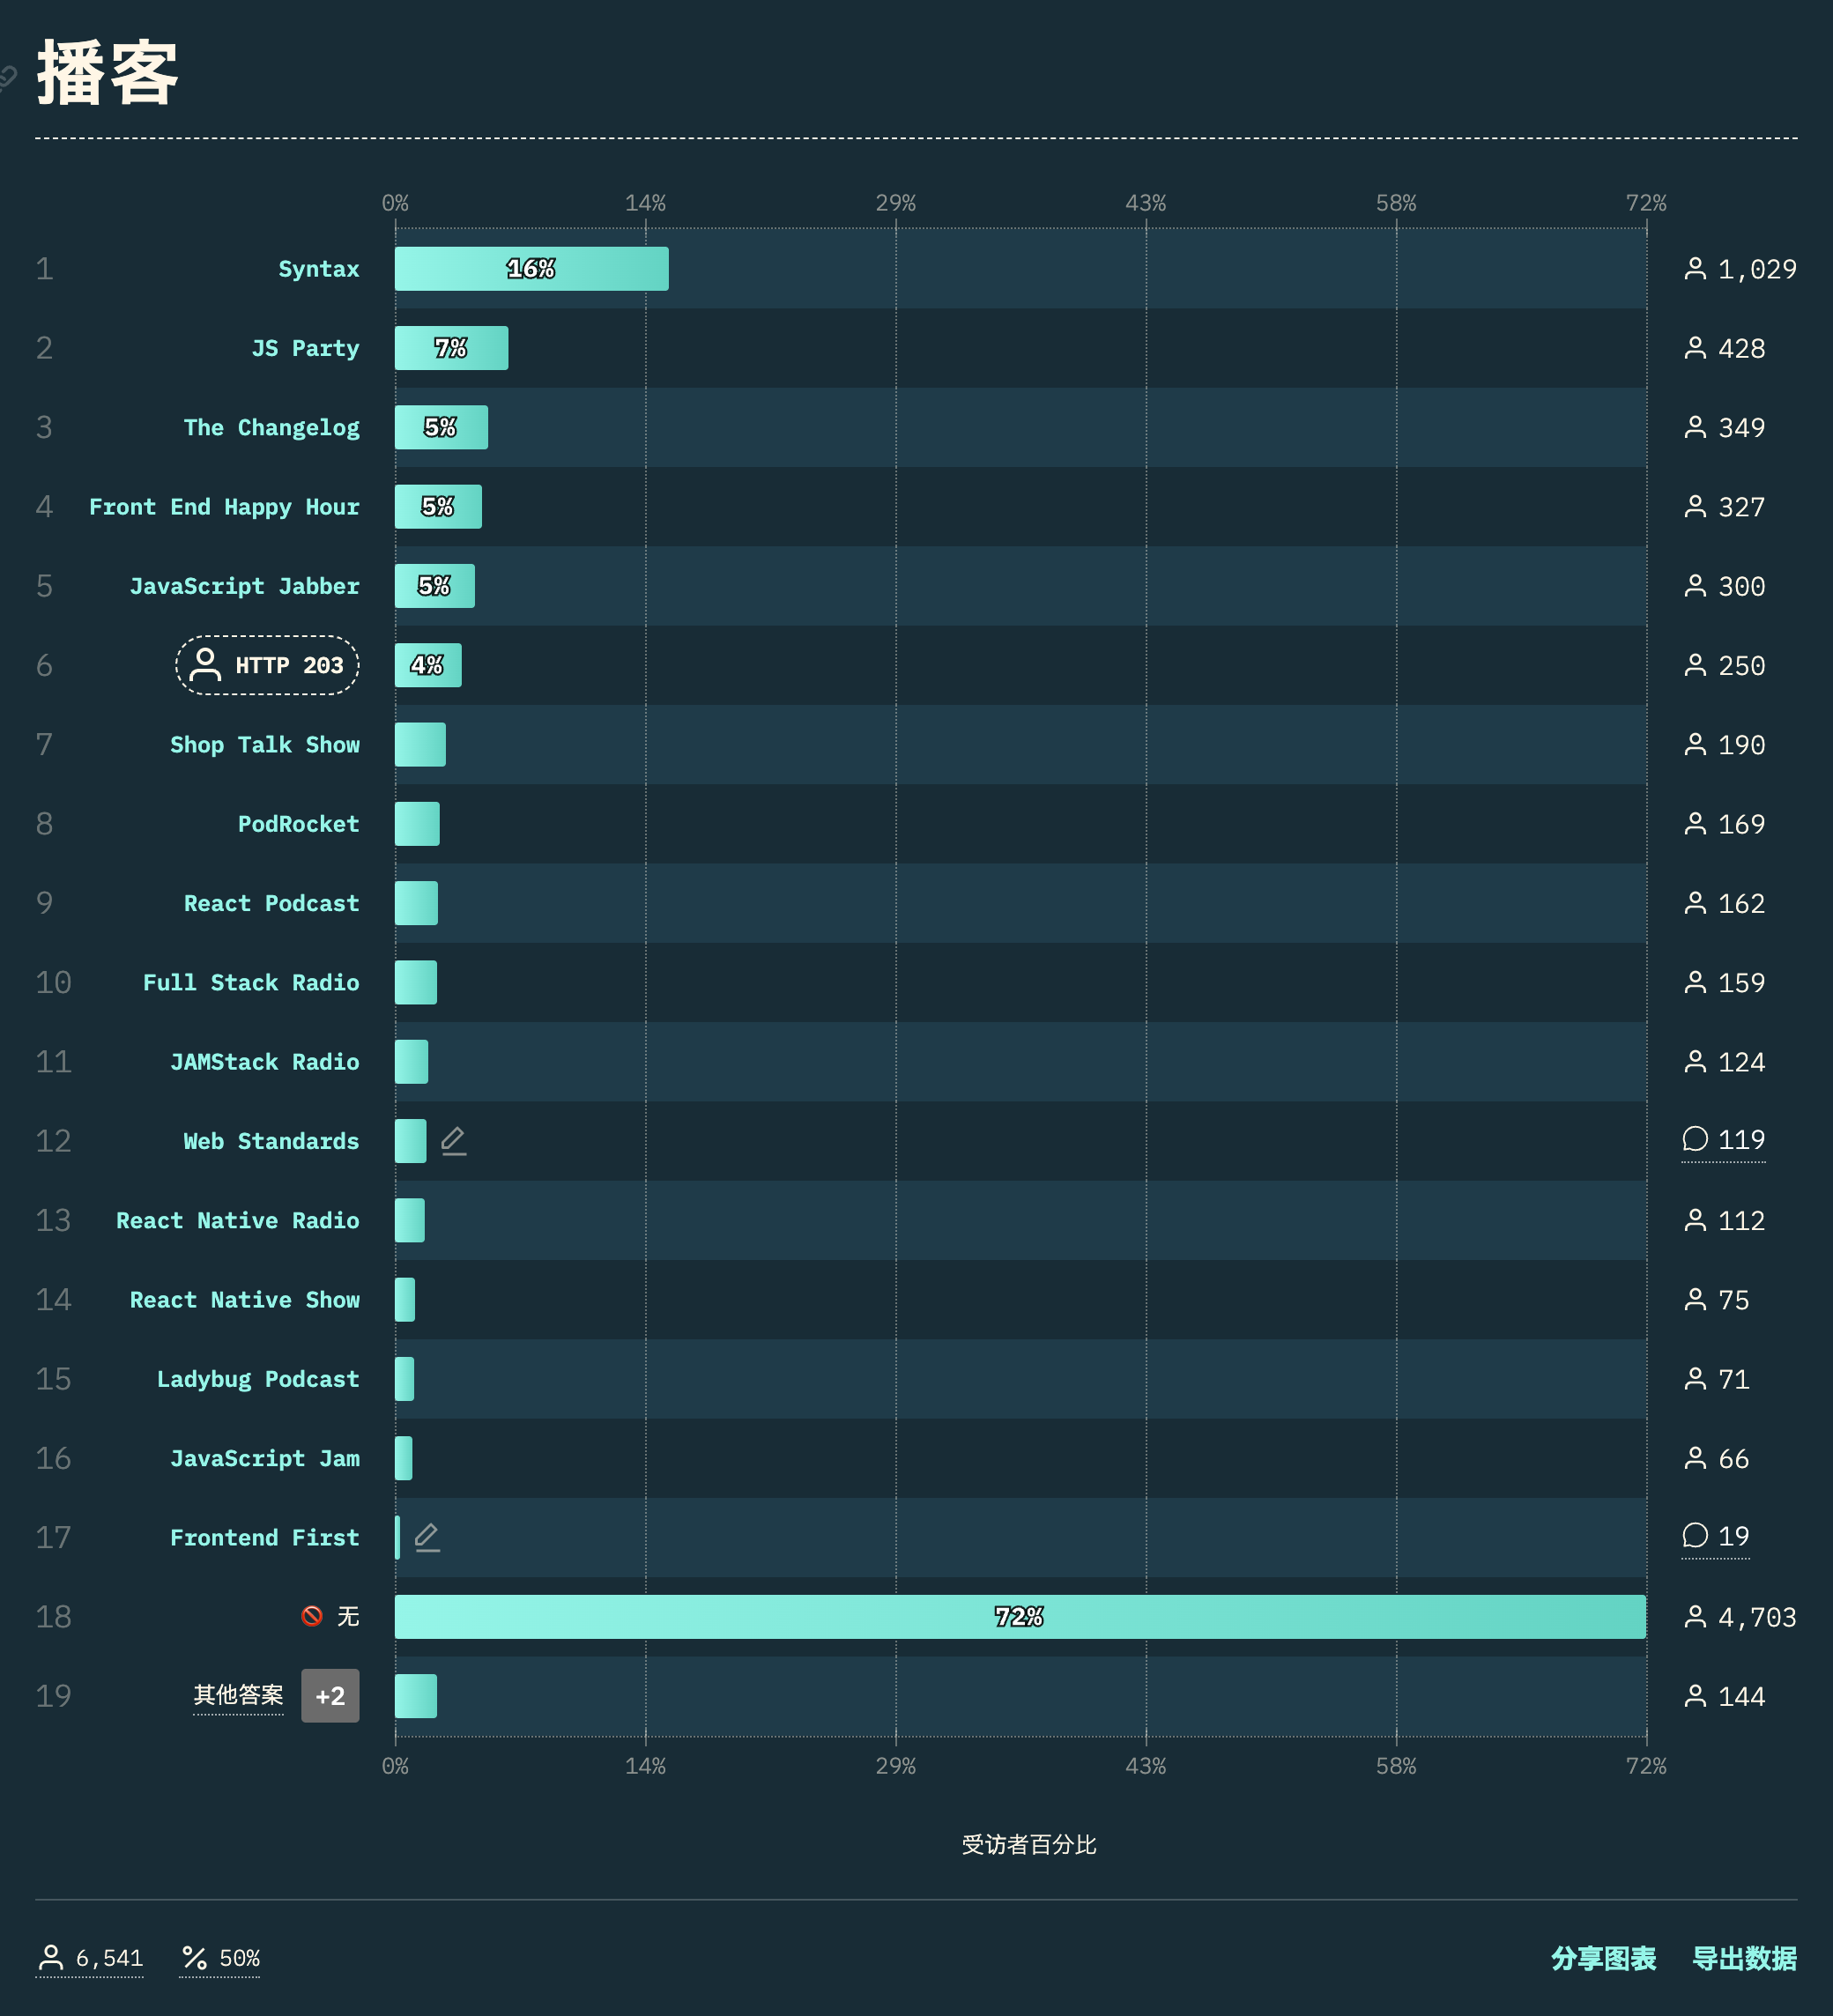 播客
0% 14% 29% 43% 58% 72%
1 Syntax 16% 1,029
2 JS Party 7% 428
3 The Changelog 5% 349
4 Front End Happy Hour 5% 327
5 JavaScript Jabber 5% 300
6 HTTP 203 4% 250
7 Shop Talk Show 190
8 PodRocket 169
9 React Podcast 162
10 Full Stack Radio 159
11 JAMStack Radio 124
12 Web Standards 119
13 React Native Radio 112
14 React Native Show 75
15 Ladybug Podcast 71
16 JavaScript Jam 66
17 Frontend First 19
18 🚫 无 72% 4,703
19 其他答案 +2 144
0% 14% 29% 43% 58% 72%
受访者百分比
6,541 50% 分享图表 导出数据